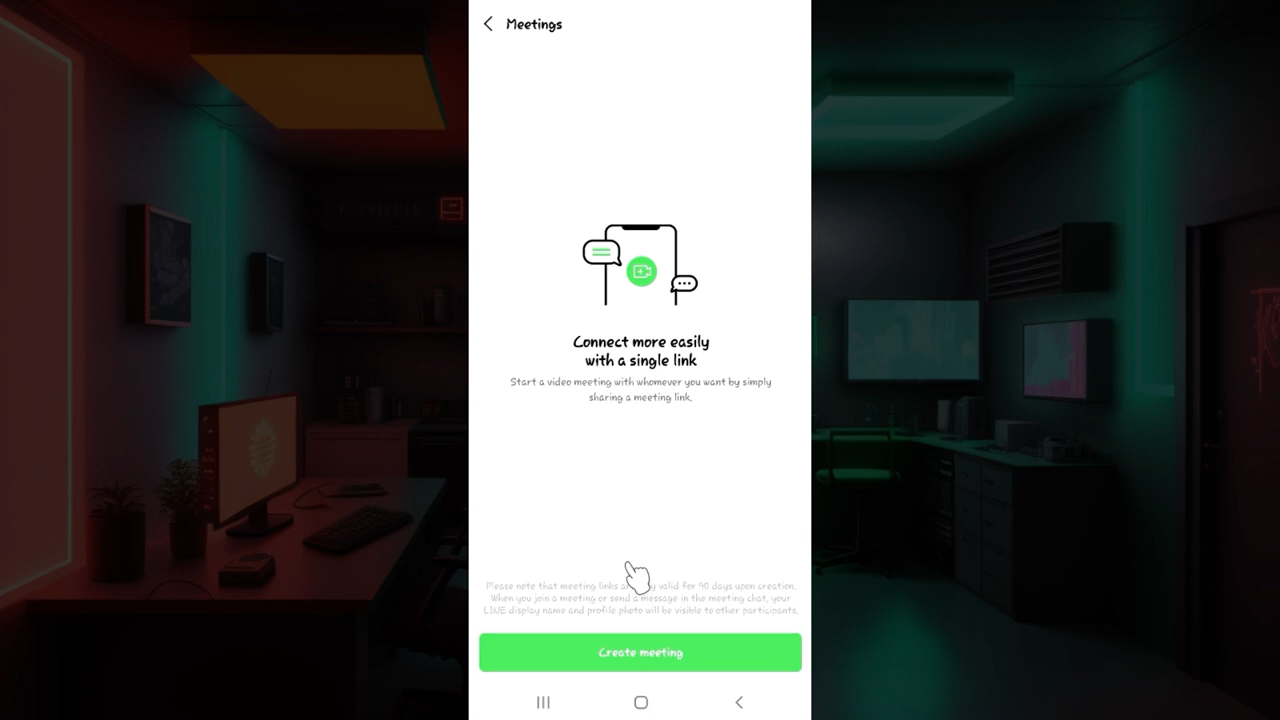 Meetings
Connect more easily
with a single link
Start a video meeting with whomever you want by simply
sharing a meeting link.
Please note that meeting links valid for 90 days upon creation.
When you join a meeting or send a message in the meeting chat, your
LINE display name and profile photo will be visible to other participants.
Create meeting